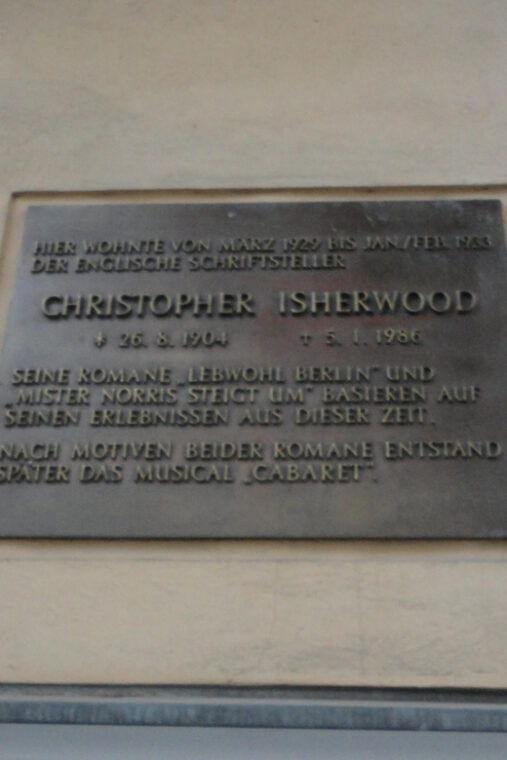 HIER WOHNTE VON MÄRZ 1929 BIS JAN./FEB. 1933
DER ENGLISCHE SCHRIFTSTELLER
CHRISTOPHER ISHERWOOD
* 26. 8. 1904 † 5. 1. 1986
SEINE ROMANE „LEBWOHL BERLIN" UND
„MISTER NORRIS STEIGT UM" BASIEREN AUF
SEINEN ERLEBNISSEN AUS DIESER ZEIT.
NACH MOTIVEN BEIDER ROMANE ENTSTAND
SPÄTER DAS MUSICAL „CABARET".